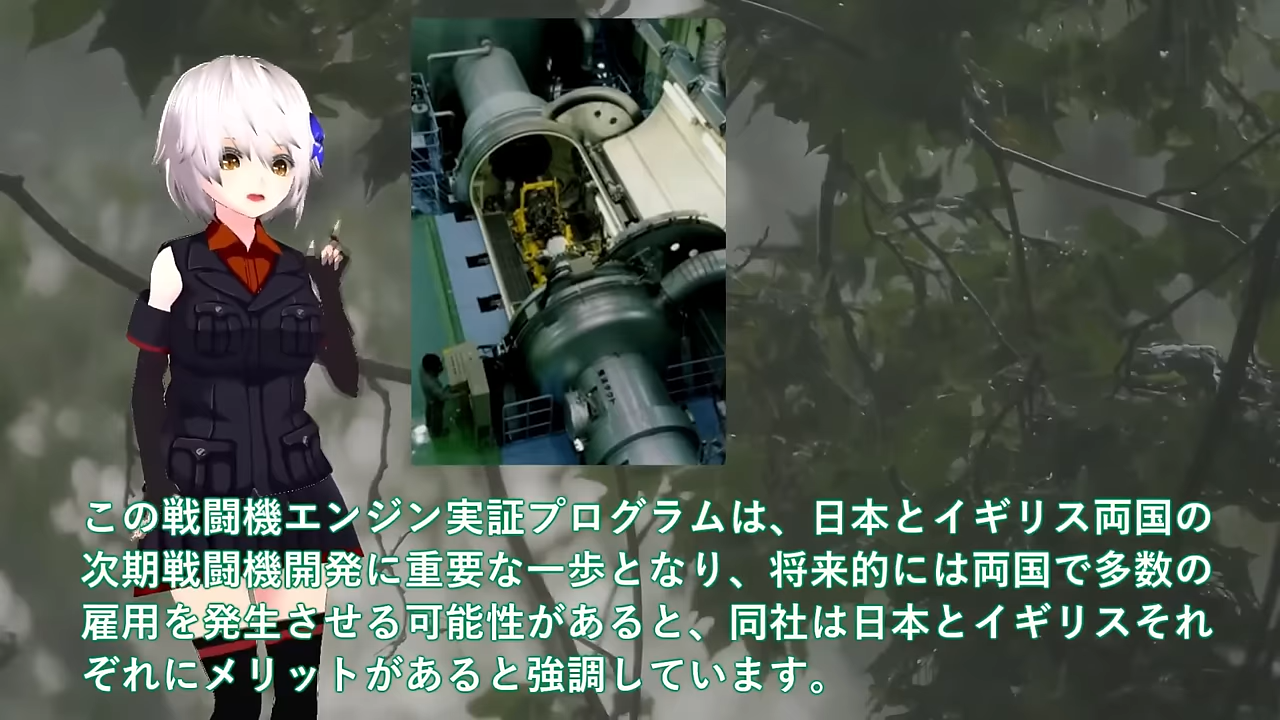 この戦闘機エンジン実証プログラムは、日本とイギリス両国の
次期戦闘機開発に重要な一歩となり、将来的には両国で多数の
雇用を発生させる可能性があると、同社は日本とイギリスそれ
ぞれにメリットがあると強調しています。